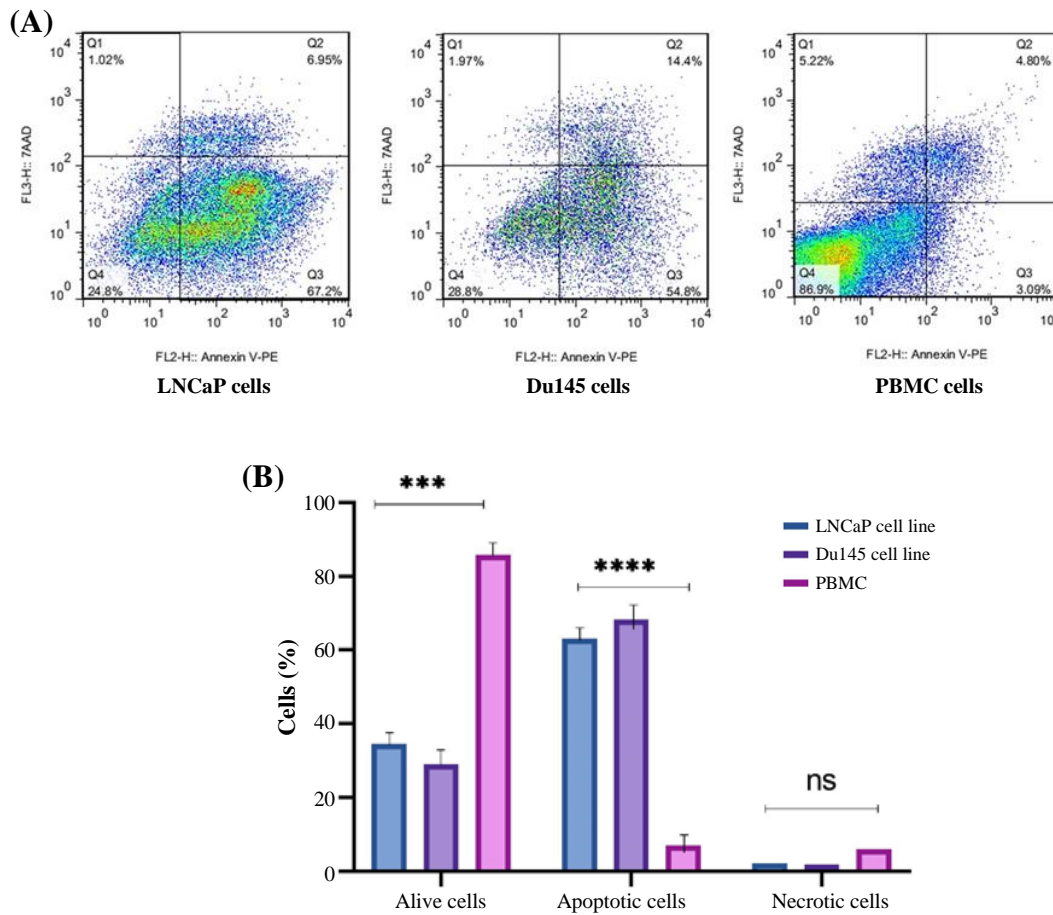 (A)
Q1
1.02%
Q2
6.95%
Q4
24.8%
Q3
67.2%
10^4
10^3
10^2
10^1
10^0
10^0 10^1 10^2 10^3 10^4
FL3-H:: 7AAD
FL2-H:: Annexin V-PE
LNCaP cells
Q1
1.97%
Q2
14.4%
Q4
28.8%
Q3
54.8%
10^4
10^3
10^2
10^1
10^0
10^0 10^1 10^2 10^3 10^4
FL3-H:: 7AAD
FL2-H:: Annexin V-PE
Du145 cells
Q1
5.22%
Q2
4.80%
Q4
86.9%
Q3
3.09%
10^4
10^3
10^2
10^1
10^0
10^0 10^1 10^2 10^3 10^4
FL3-H:: 7AAD
FL2-H:: Annexin V-PE
PBMC cells
(B)
100
80
60
40
20
0
Cells (%)
***
****
ns
LNCaP cell line
Du145 cell line
PBMC
Alive cells Apoptotic cells Necrotic cells